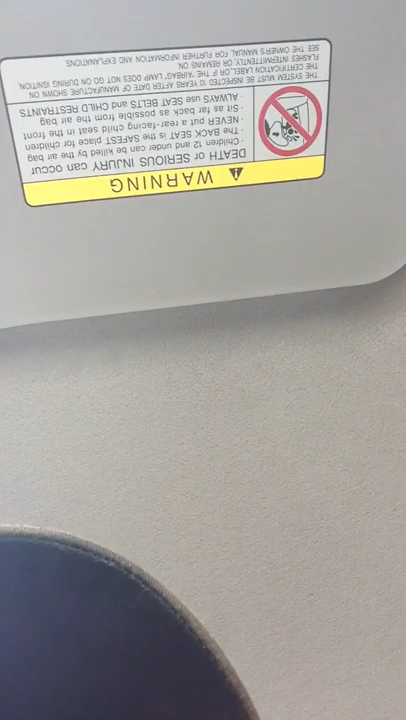 WARNING
DEATH or SERIOUS INJURY can occur
· Children 12 and under can be killed by the air bag
· The BACK SEAT is the SAFEST place for children
· NEVER put a rear-facing child seat in the front
· Sit as far back as possible from the air bag
· ALWAYS use SEAT BELTS and CHILD RESTRAINTS
THE SYSTEM MUST BE INSPECTED 10 YEARS AFTER DATE OF MANUFACTURE SHOWN ON
THE CERTIFICATION LABEL, OR IF THE "AIRBAG" LAMP DOES NOT GO ON DURING IGNITION,
FLASHES INTERMITTENTLY, OR REMAINS ON.
SEE THE OWNER'S MANUAL FOR FURTHER INFORMATION AND EXPLANATIONS.